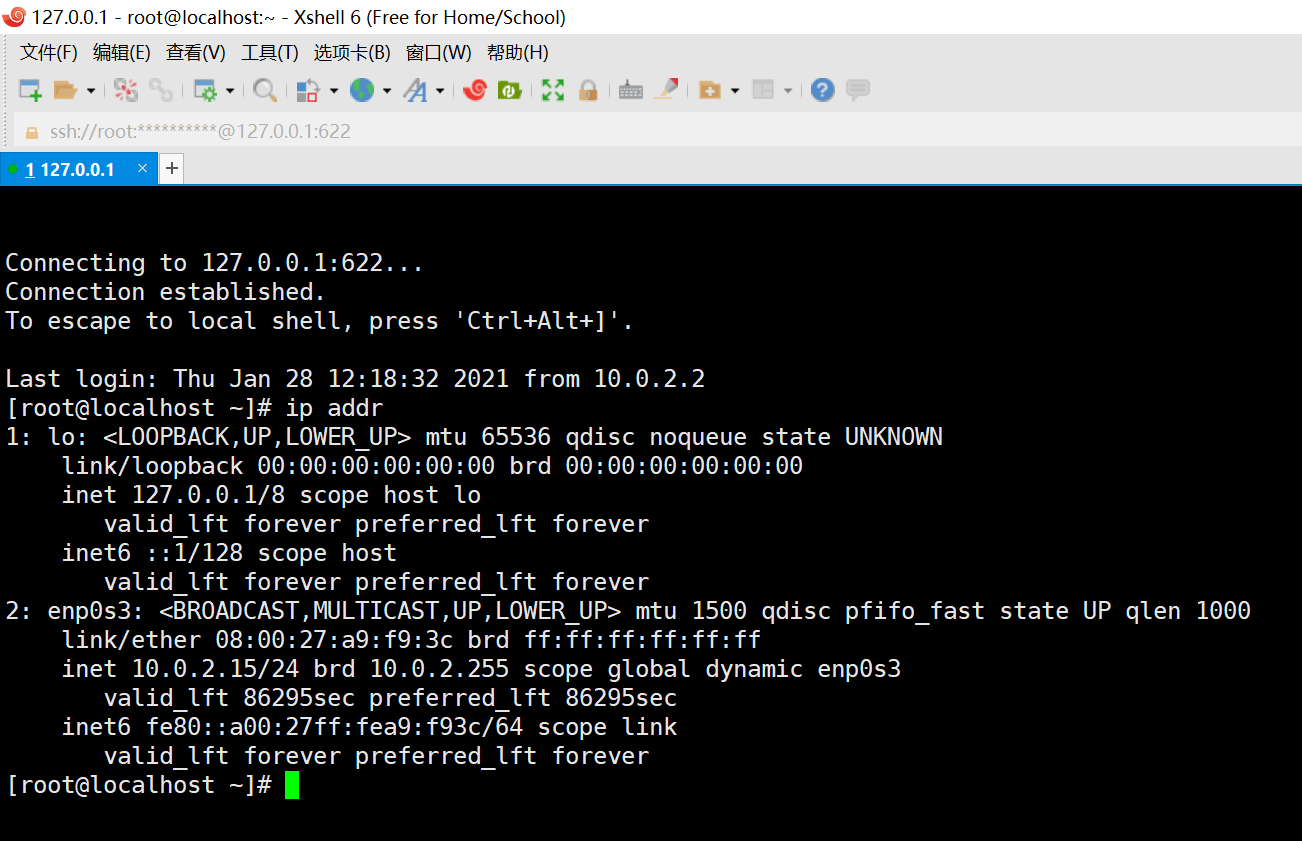 127.0.0.1 - root@localhost:~ - Xshell 6 (Free for Home/School)
文件(F) 编辑(E) 查看(V) 工具(T) 选项卡(B) 窗口(W) 帮助(H)
ssh://root:**********@127.0.0.1:622
1 127.0.0.1 × +
Connecting to 127.0.0.1:622...
Connection established.
To escape to local shell, press 'Ctrl+Alt+]'.
Last login: Thu Jan 28 12:18:32 2021 from 10.0.2.2
[root@localhost ~]# ip addr
1: lo: <LOOPBACK,UP,LOWER_UP> mtu 65536 qdisc noqueue state UNKNOWN
link/loopback 00:00:00:00:00:00 brd 00:00:00:00:00:00
inet 127.0.0.1/8 scope host lo
valid_lft forever preferred_lft forever
inet6 ::1/128 scope host
valid_lft forever preferred_lft forever
2: enp0s3: <BROADCAST,MULTICAST,UP,LOWER_UP> mtu 1500 qdisc pfifo_fast state UP qlen 1000
link/ether 08:00:27:a9:f9:3c brd ff:ff:ff:ff:ff:ff
inet 10.0.2.15/24 brd 10.0.2.255 scope global dynamic enp0s3
valid_lft 86295sec preferred_lft 86295sec
inet6 fe80::a00:27ff:fea9:f93c/64 scope link
valid_lft forever preferred_lft forever
[root@localhost ~]#